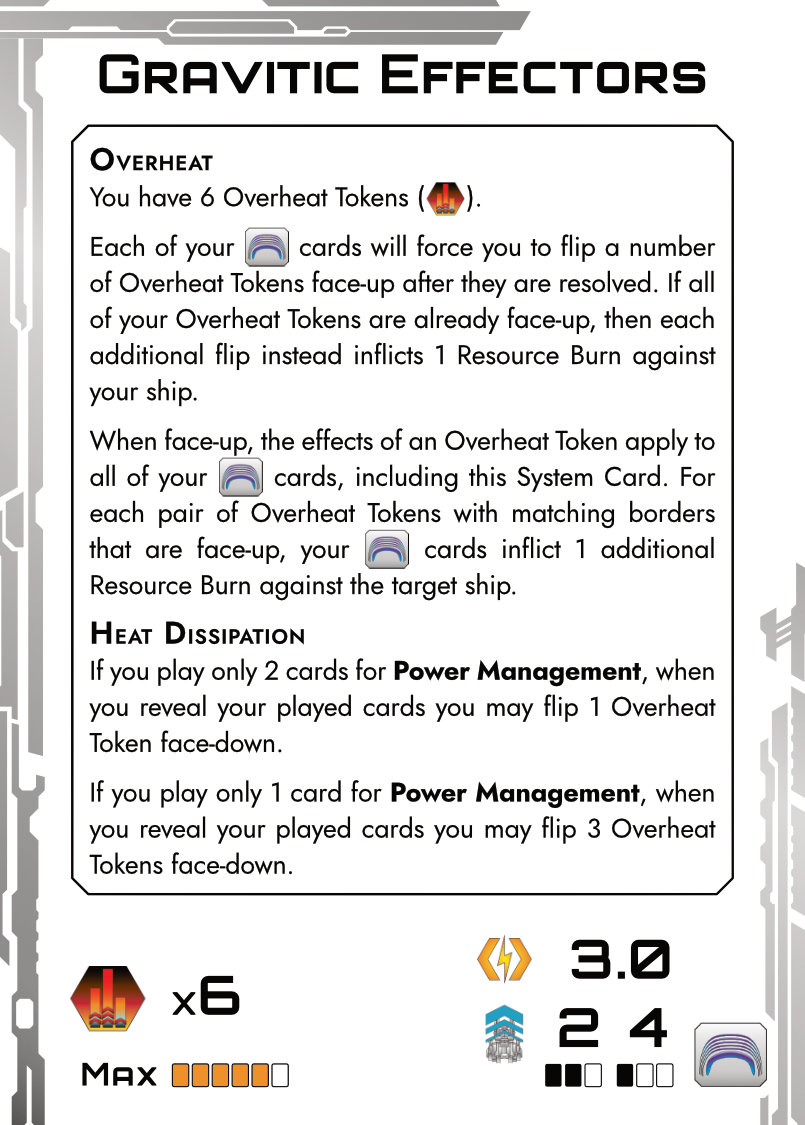 Gravitic Effectors
Overheat
You have 6 Overheat Tokens ( ).
Each of your cards will force you to flip a number
of Overheat Tokens face-up after they are resolved. If all
of your Overheat Tokens are already face-up, then each
additional flip instead inflicts 1 Resource Burn against
your ship.
When face-up, the effects of an Overheat Token apply to
all of your cards, including this System Card. For
each pair of Overheat Tokens with matching borders
that are face-up, your cards inflict 1 additional
Resource Burn against the target ship.
Heat Dissipation
If you play only 2 cards for Power Management, when
you reveal your played cards you may flip 1 Overheat
Token face-down.
If you play only 1 card for Power Management, when
you reveal your played cards you may flip 3 Overheat
Tokens face-down.
x6
Max
3.0
2 4